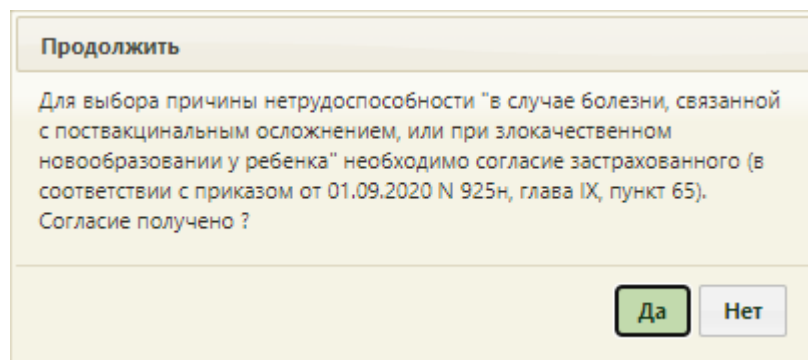 Продолжить
Для выбора причины нетрудоспособности "в случае болезни, связанной
с поствакцинальным осложнением, или при злокачественном
новообразовании у ребенка" необходимо согласие застрахованного (в
соответствии с приказом от 01.09.2020 N 925н, глава IX, пункт 65).
Согласие получено ?
Да Нет